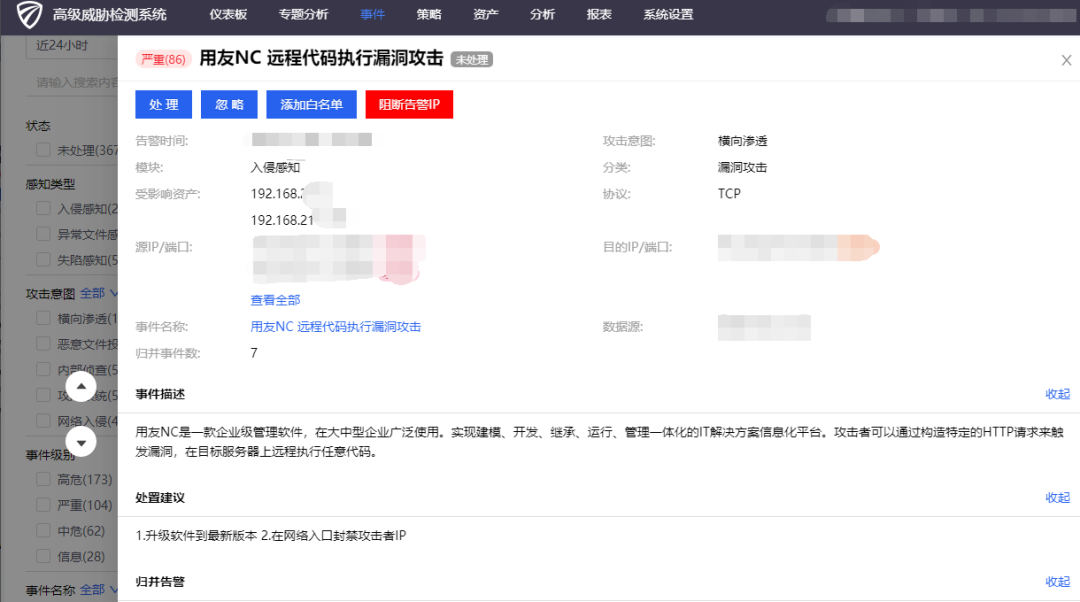 高级威胁检测系统 仪表板 专题分析 事件 策略 资产 分析 报表 系统设置
近24小时
请输入搜索内容
状态
未处理(367
感知类型
入侵感知(2
异常文件感
失陷感知(5
攻击意图 全部
横向渗透(1
恶意文件投
内部侦查(5
统(5
网络入侵(4
事件级别
高危(173)
严重(104)
中危(62)
信息(28)
事件名称 全部
严重(86) 用友NC 远程代码执行漏洞攻击 未处理
X
处 理 忽 略 添加白名单 阻断告警IP
告警时间: 攻击意图: 横向渗透
模块: 入侵感知 分类: 漏洞攻击
受影响资产: 192.168. 协议: TCP
192.168.21
源IP/端口: 目的IP/端口:
查看全部
事件名称: 用友NC 远程代码执行漏洞攻击 数据源:
归并事件数: 7
事件描述 收起
用友NC是一款企业级管理软件，在大中型企业广泛使用。实现建模、开发、继承、运行、管理一体化的IT解决方案信息化平台。攻击者可以通过构造特定的HTTP请求来触
发漏洞，在目标服务器上远程执行任意代码。
处置建议 收起
1.升级软件到最新版本 2.在网络入口封禁攻击者IP
归并告警 收起